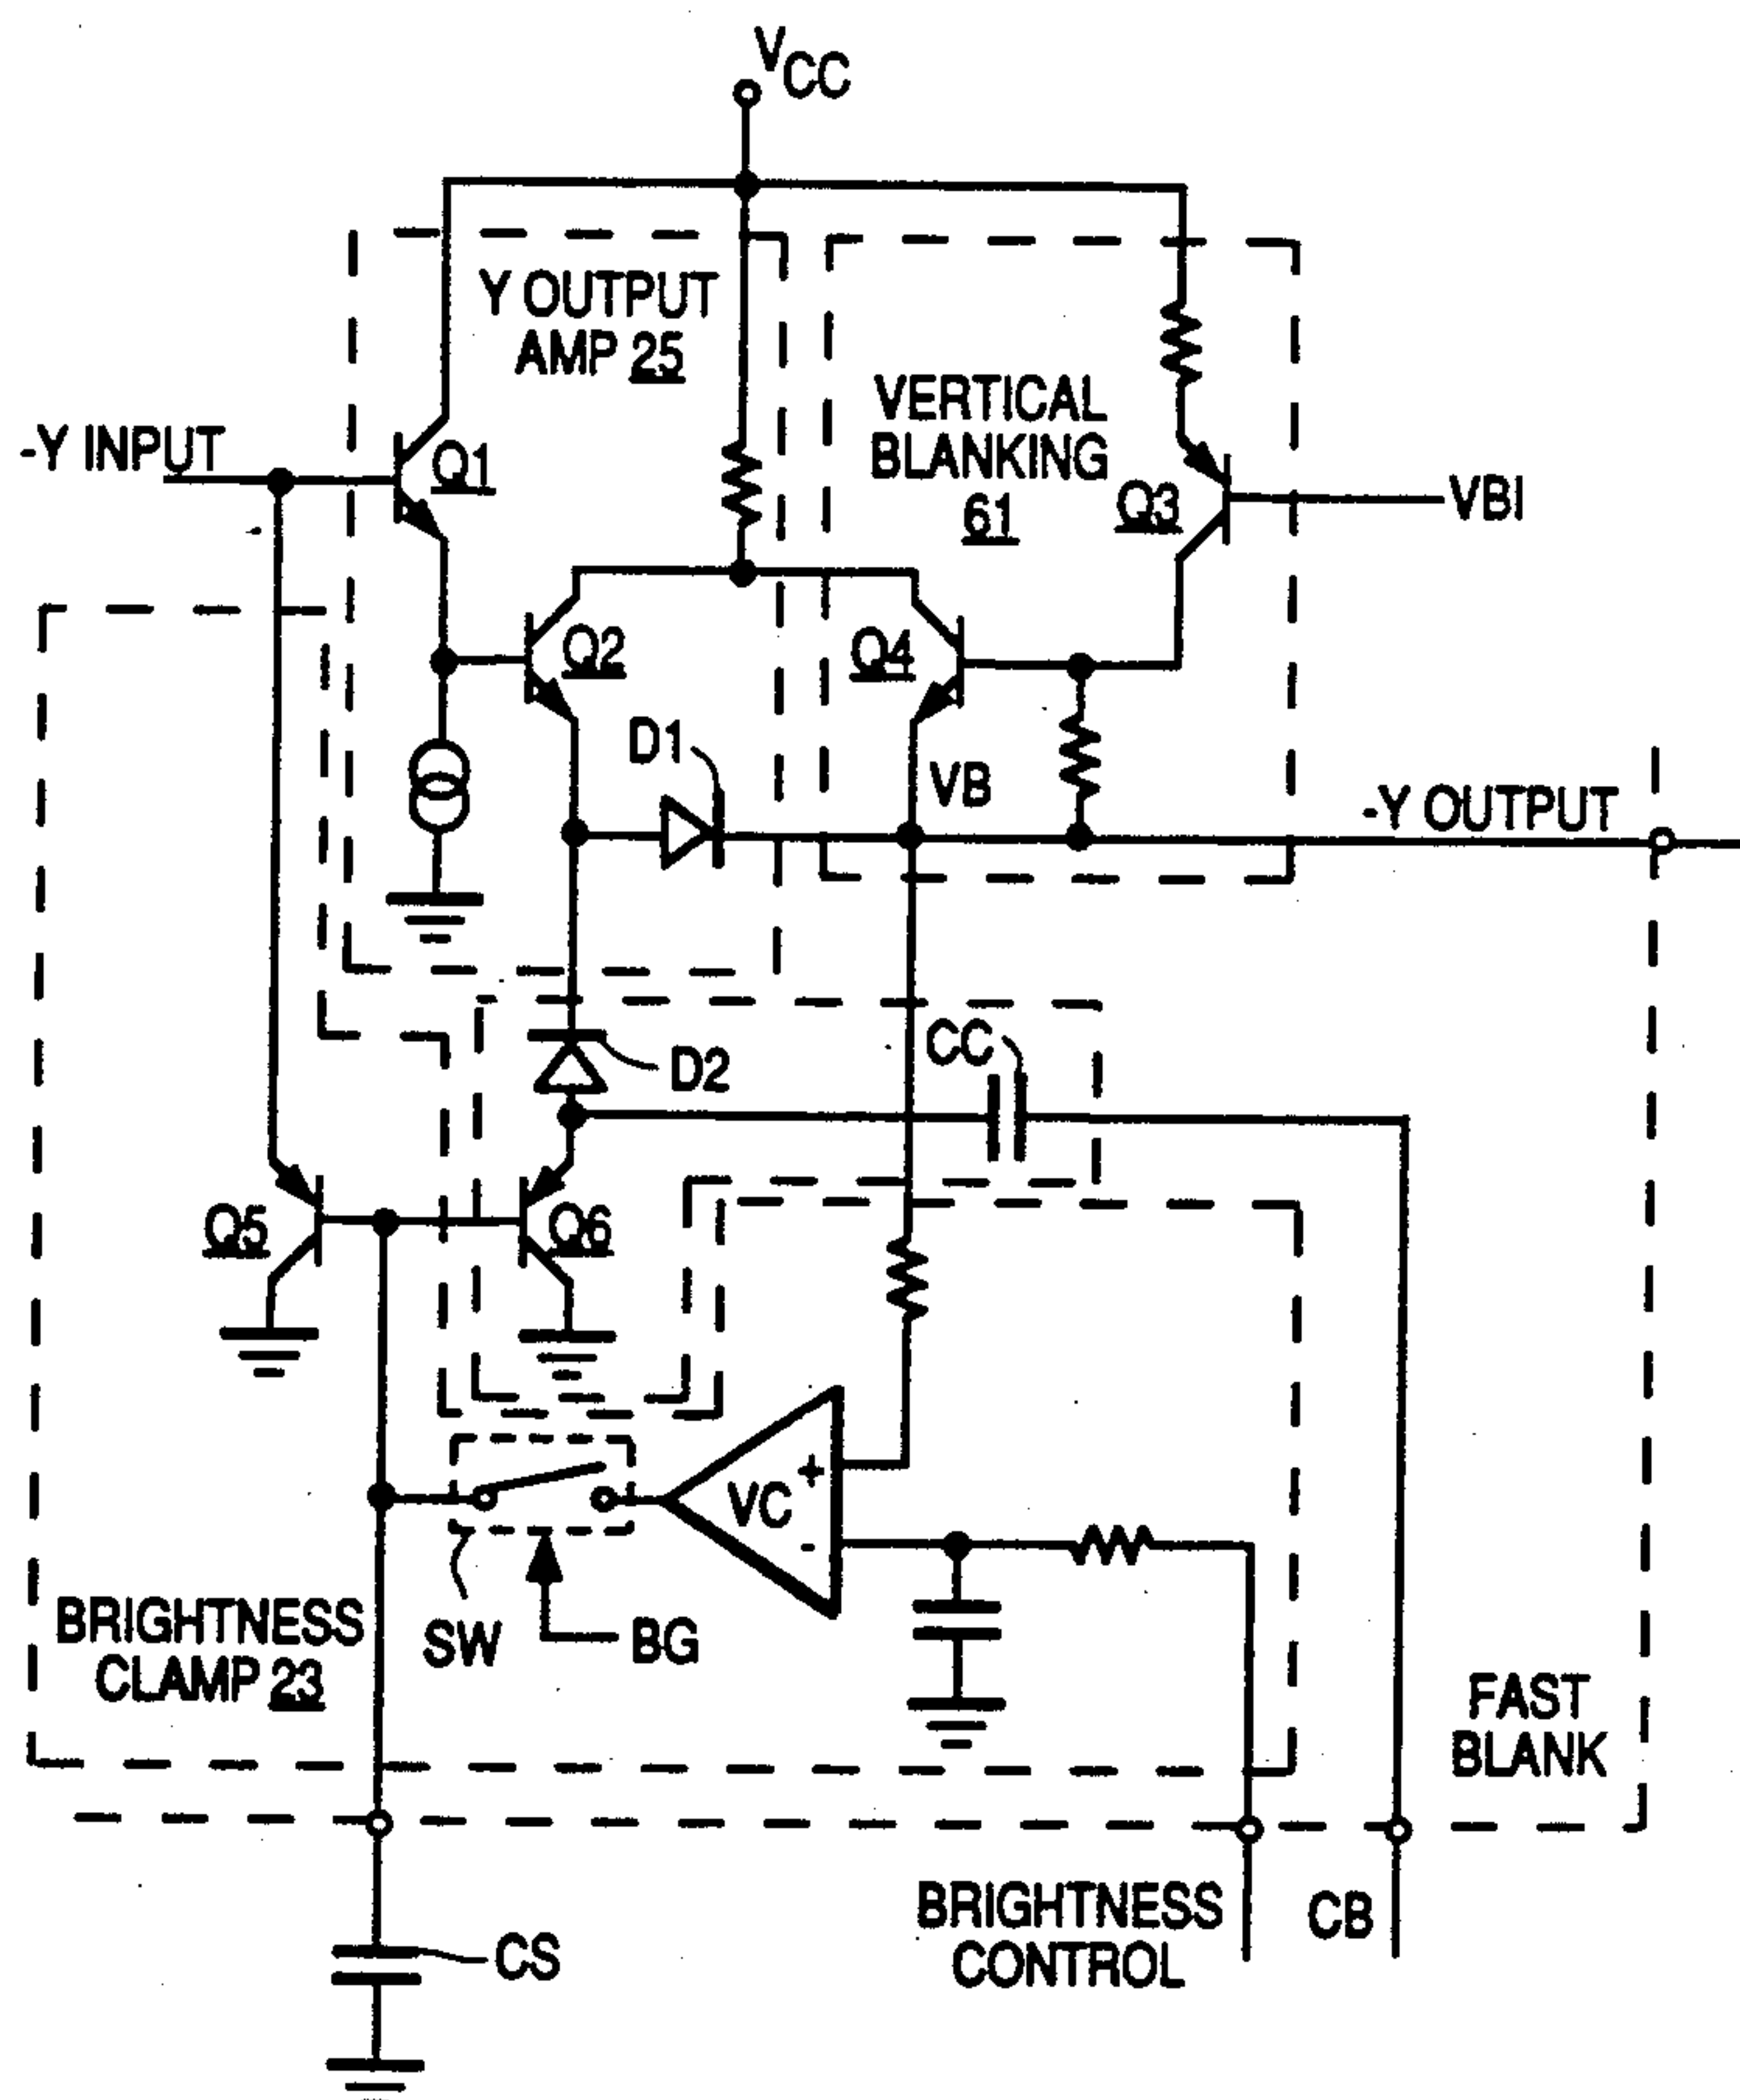 VCC
Y OUTPUT
AMP 25
-Y INPUT
Q1
VERTICAL
BLANKING
61
Q3
VBI
Q2
Q4
D1
VB
-Y OUTPUT
CC
D2
Q5
Q6
+
VC
-
BRIGHTNESS
CLAMP 23
SW
BG
FAST
BLANK
BRIGHTNESS
CONTROL
CB
CS